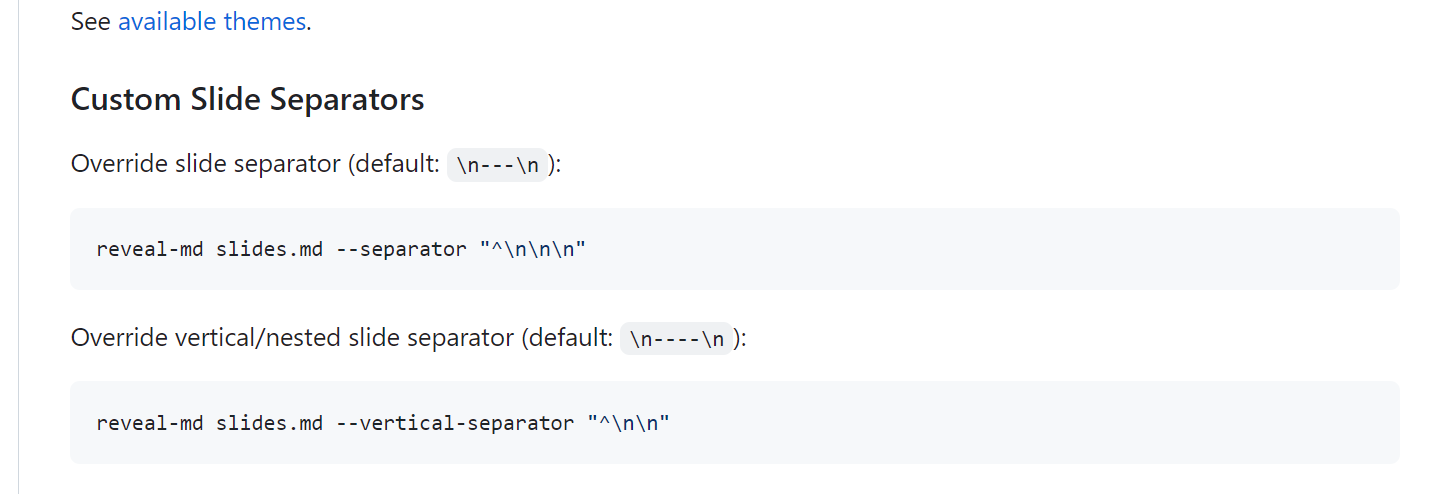 See available themes.
Custom Slide Separators
Override slide separator (default: \n---\n):
reveal-md slides.md --separator "^\n\n\n"
Override vertical/nested slide separator (default: \n----\n):
reveal-md slides.md --vertical-separator "^\n\n"